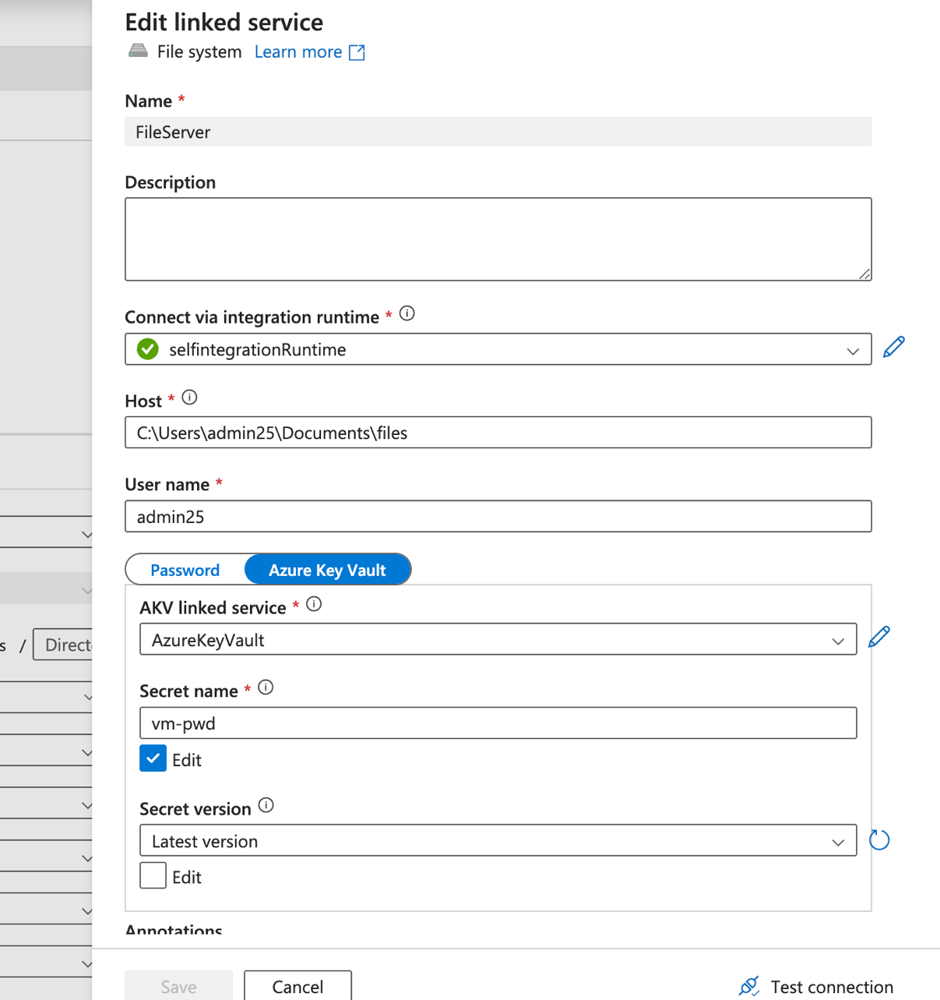 Edit linked service
File system Learn more
Name *
FileServer
Description
Connect via integration runtime *
selfintegrationRuntime
Host *
C:\Users\admin25\Documents\files
User name *
admin25
Password Azure Key Vault
AKV linked service *
AzureKeyVault
s / Direct
Secret name *
vm-pwd
Edit
Secret version
Latest version
Edit
Annotations
Save Cancel Test connection